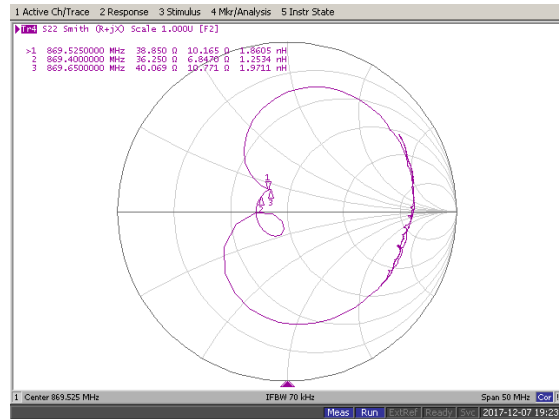 1 Active Ch/Trace 2 Response 3 Stimulus 4 Mkr/Analysis 5 Instr State
Tr4 S22 Smith (R+jX) Scale 1.000U [F2]
>1 869.5250000 MHz 38.850 Ω 10.165 Ω 1.8605 nH
2 869.4000000 MHz 36.250 Ω 6.8470 Ω 1.2534 nH
3 869.6500000 MHz 40.069 Ω 10.771 Ω 1.9711 nH
1
3
1 Center 869.525 MHz IFBW 70 kHz Span 50 MHz Cor
Meas Run ExtRef Ready Svc 2017-12-07 19:23